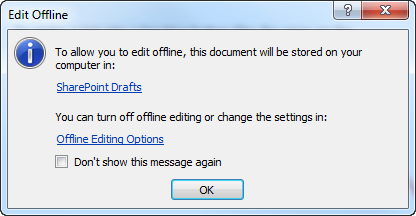 Edit Offline
To allow you to edit offline, this document will be stored on your
computer in:
SharePoint Drafts
You can turn off offline editing or change the settings in:
Offline Editing Options
Don't show this message again
OK